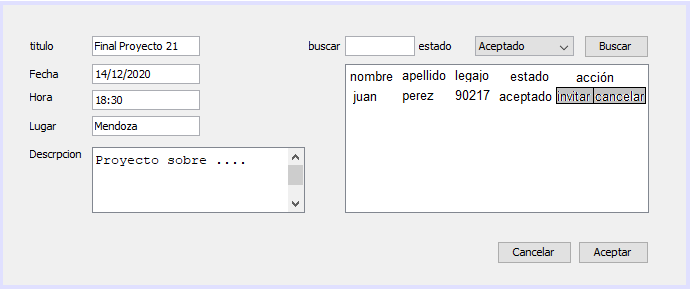 titulo Final Proyecto 21
Fecha 14/12/2020
Hora 18:30
Lugar Mendoza
Descrpcion Proyecto sobre ....
buscar estado Aceptado Buscar
nombre apellido legajo estado acción
juan perez 90217 aceptado invitar cancelar
Cancelar Aceptar